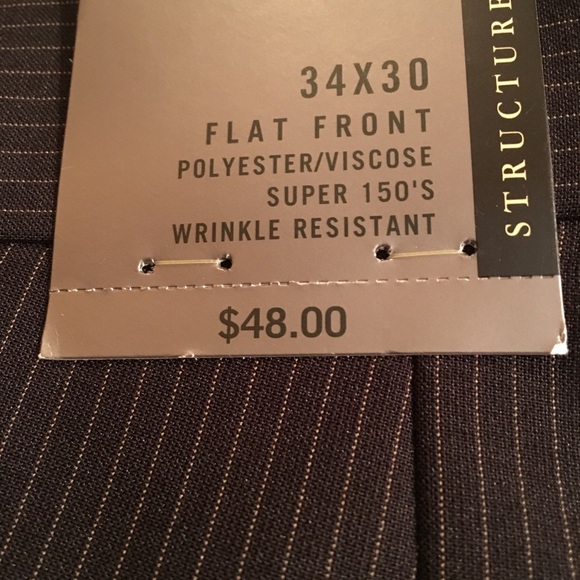 34X30
FLAT FRONT
POLYESTER/VISCOSE
SUPER 150'S
WRINKLE RESISTANT
$48.00
STRUCTURE